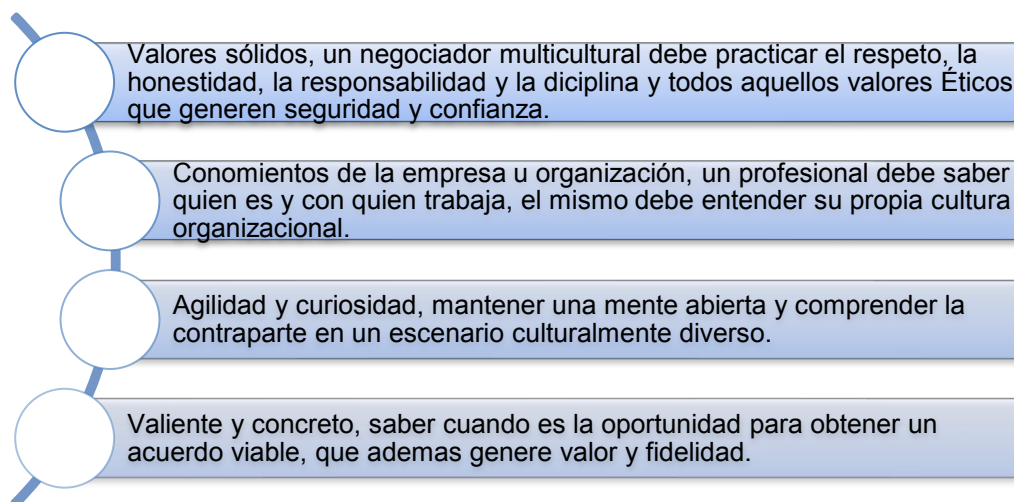 Valores sólidos, un negociador multicultural debe practicar el respeto, la
honestidad, la responsabilidad y la diciplina y todos aquellos valores Éticos
que generen seguridad y confianza.
Conomientos de la empresa u organización, un profesional debe saber
quien es y con quien trabaja, el mismo debe entender su propia cultura
organizacional.
Agilidad y curiosidad, mantener una mente abierta y comprender la
contraparte en un escenario culturalmente diverso.
Valiente y concreto, saber cuando es la oportunidad para obtener un
acuerdo viable, que ademas genere valor y fidelidad.